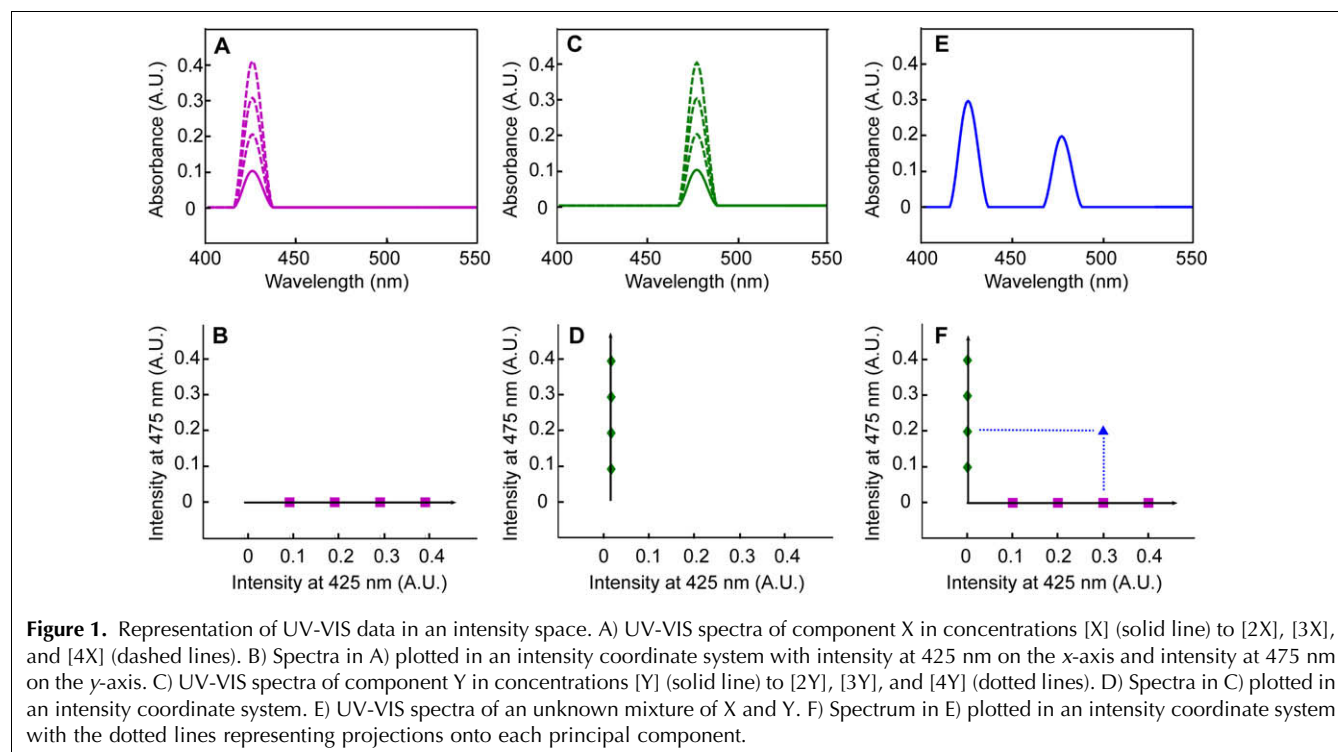 A
Absorbance (A.U.)
0.4
0.3
0.2
0.1
0
400
450
500
550
Wavelength (nm)
C
Absorbance (A.U.)
0.4
0.3
0.2
0.1
0
400
450
500
550
Wavelength (nm)
E
Absorbance (A.U.)
0.4
0.3
0.2
0.1
0
400
450
500
550
Wavelength (nm)
B
Intensity at 475 nm (A.U.)
0.4
0.3
0.2
0.1
0
0
0.1
0.2
0.3
0.4
Intensity at 425 nm (A.U.)
D
Intensity at 475 nm (A.U.)
0.4
0.3
0.2
0.1
0
0
0.1
0.2
0.3
0.4
Intensity at 425 nm (A.U.)
F
Intensity at 475 nm (A.U.)
0.4
0.3
0.2
0.1
0
0
0.1
0.2
0.3
0.4
Intensity at 425 nm (A.U.)
Figure 1. Representation of UV-VIS data in an intensity space. A) UV-VIS spectra of component X in concentrations [X] (solid line) to [2X], [3X],
and [4X] (dashed lines). B) Spectra in A) plotted in an intensity coordinate system with intensity at 425 nm on the x-axis and intensity at 475 nm
on the y-axis. C) UV-VIS spectra of component Y in concentrations [Y] (solid line) to [2Y], [3Y], and [4Y] (dotted lines). D) Spectra in C) plotted in
an intensity coordinate system. E) UV-VIS spectra of an unknown mixture of X and Y. F) Spectrum in E) plotted in an intensity coordinate system
with the dotted lines representing projections onto each principal component.